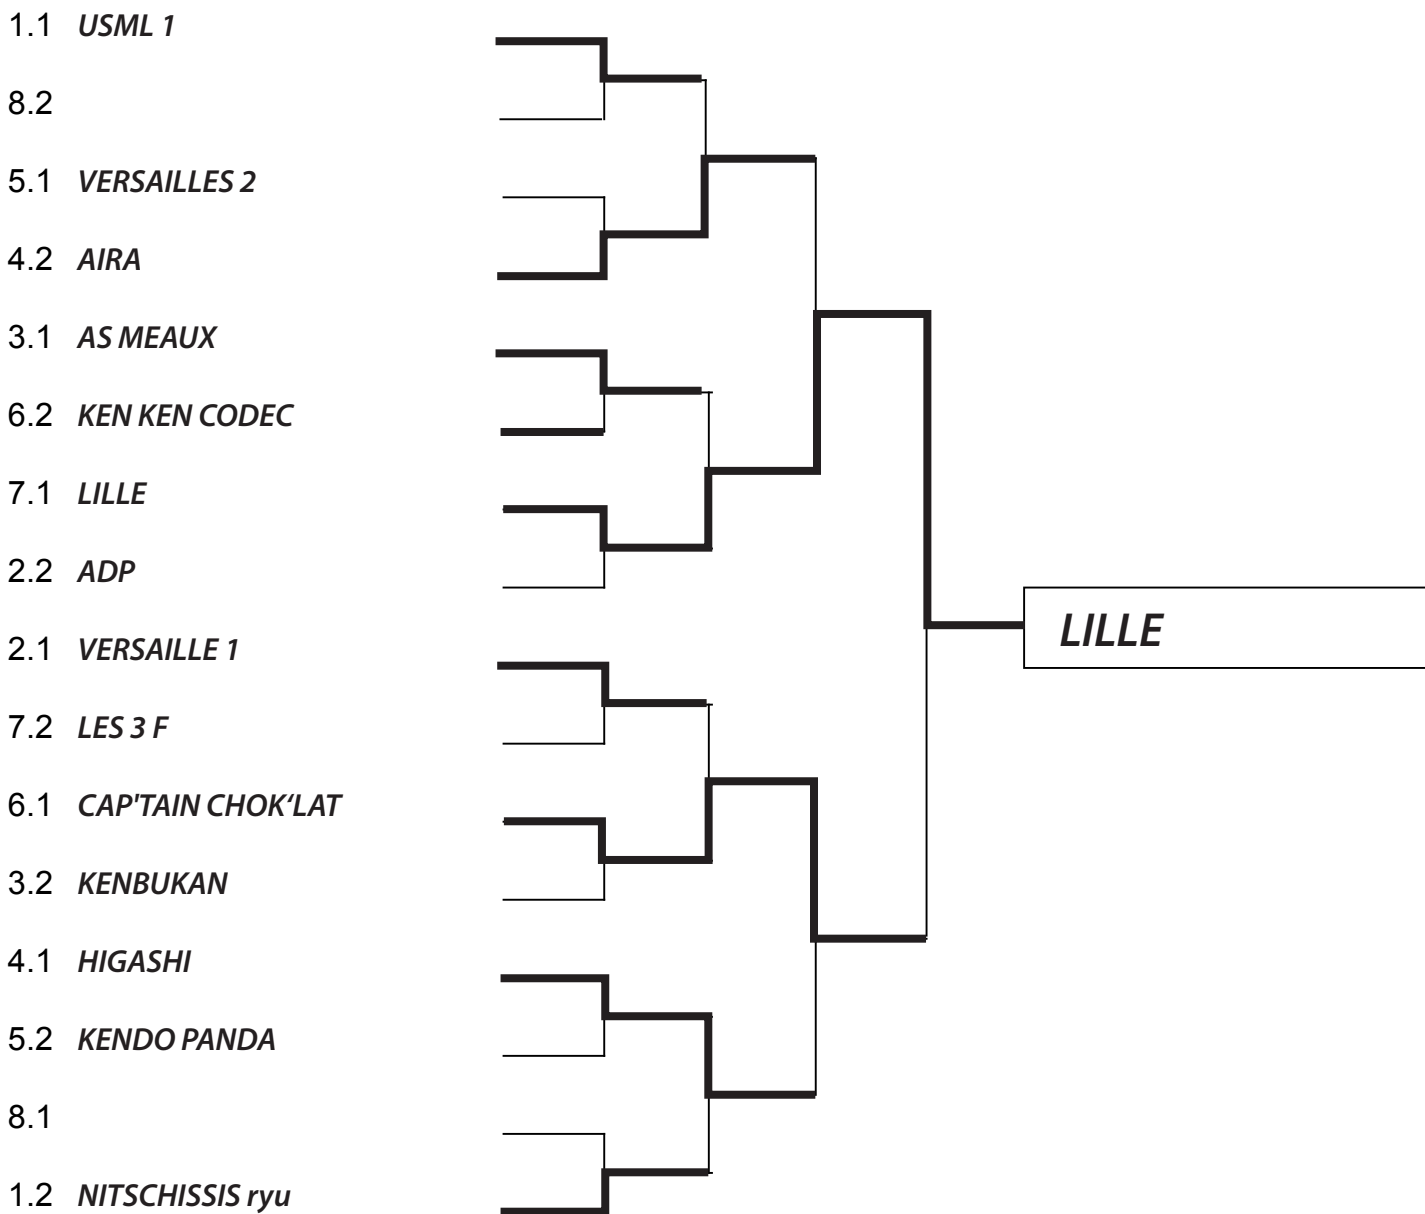 1.1 USML 1
8.2
5.1 VERSAILLES 2
4.2 AIRA
3.1 AS MEAUX
6.2 KEN KEN CODEC
7.1 LILLE
2.2 ADP
LILLE
2.1 VERSAILLE 1
7.2 LES 3 F
6.1 CAP'TAIN CHOK‘LAT
3.2 KENBUKAN
4.1 HIGASHI
5.2 KENDO PANDA
8.1
1.2 NITSCHISSIS ryu